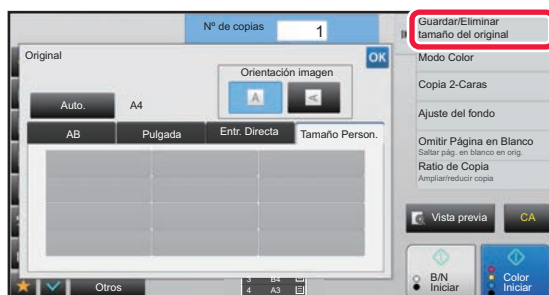 Nº de copias
1
Guardar/Eliminar
tamaño del original
Original
OK
Modo Color
Orientación imagen
Copia 2-Caras
A
A
Auto.
A4
Ajuste del fondo
AB
Pulgada
Entr. Directa
Tamaño Person.
Omitir Página en Blanco
Saltar pág. en blanco en orig.
Ratio de Copia
Ampliar/reducir copia
Vista previa
CA
B/N
Iniciar
Color
Iniciar
Otros
3 B4
4 A3